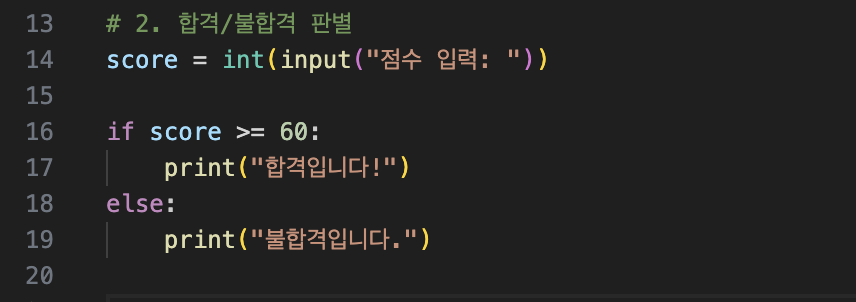 13 # 2. 합격/불합격 판별
14 score = int(input("점수 입력: "))
15
16 if score >= 60:
17     print("합격입니다!")
18 else:
19     print("불합격입니다.")
20